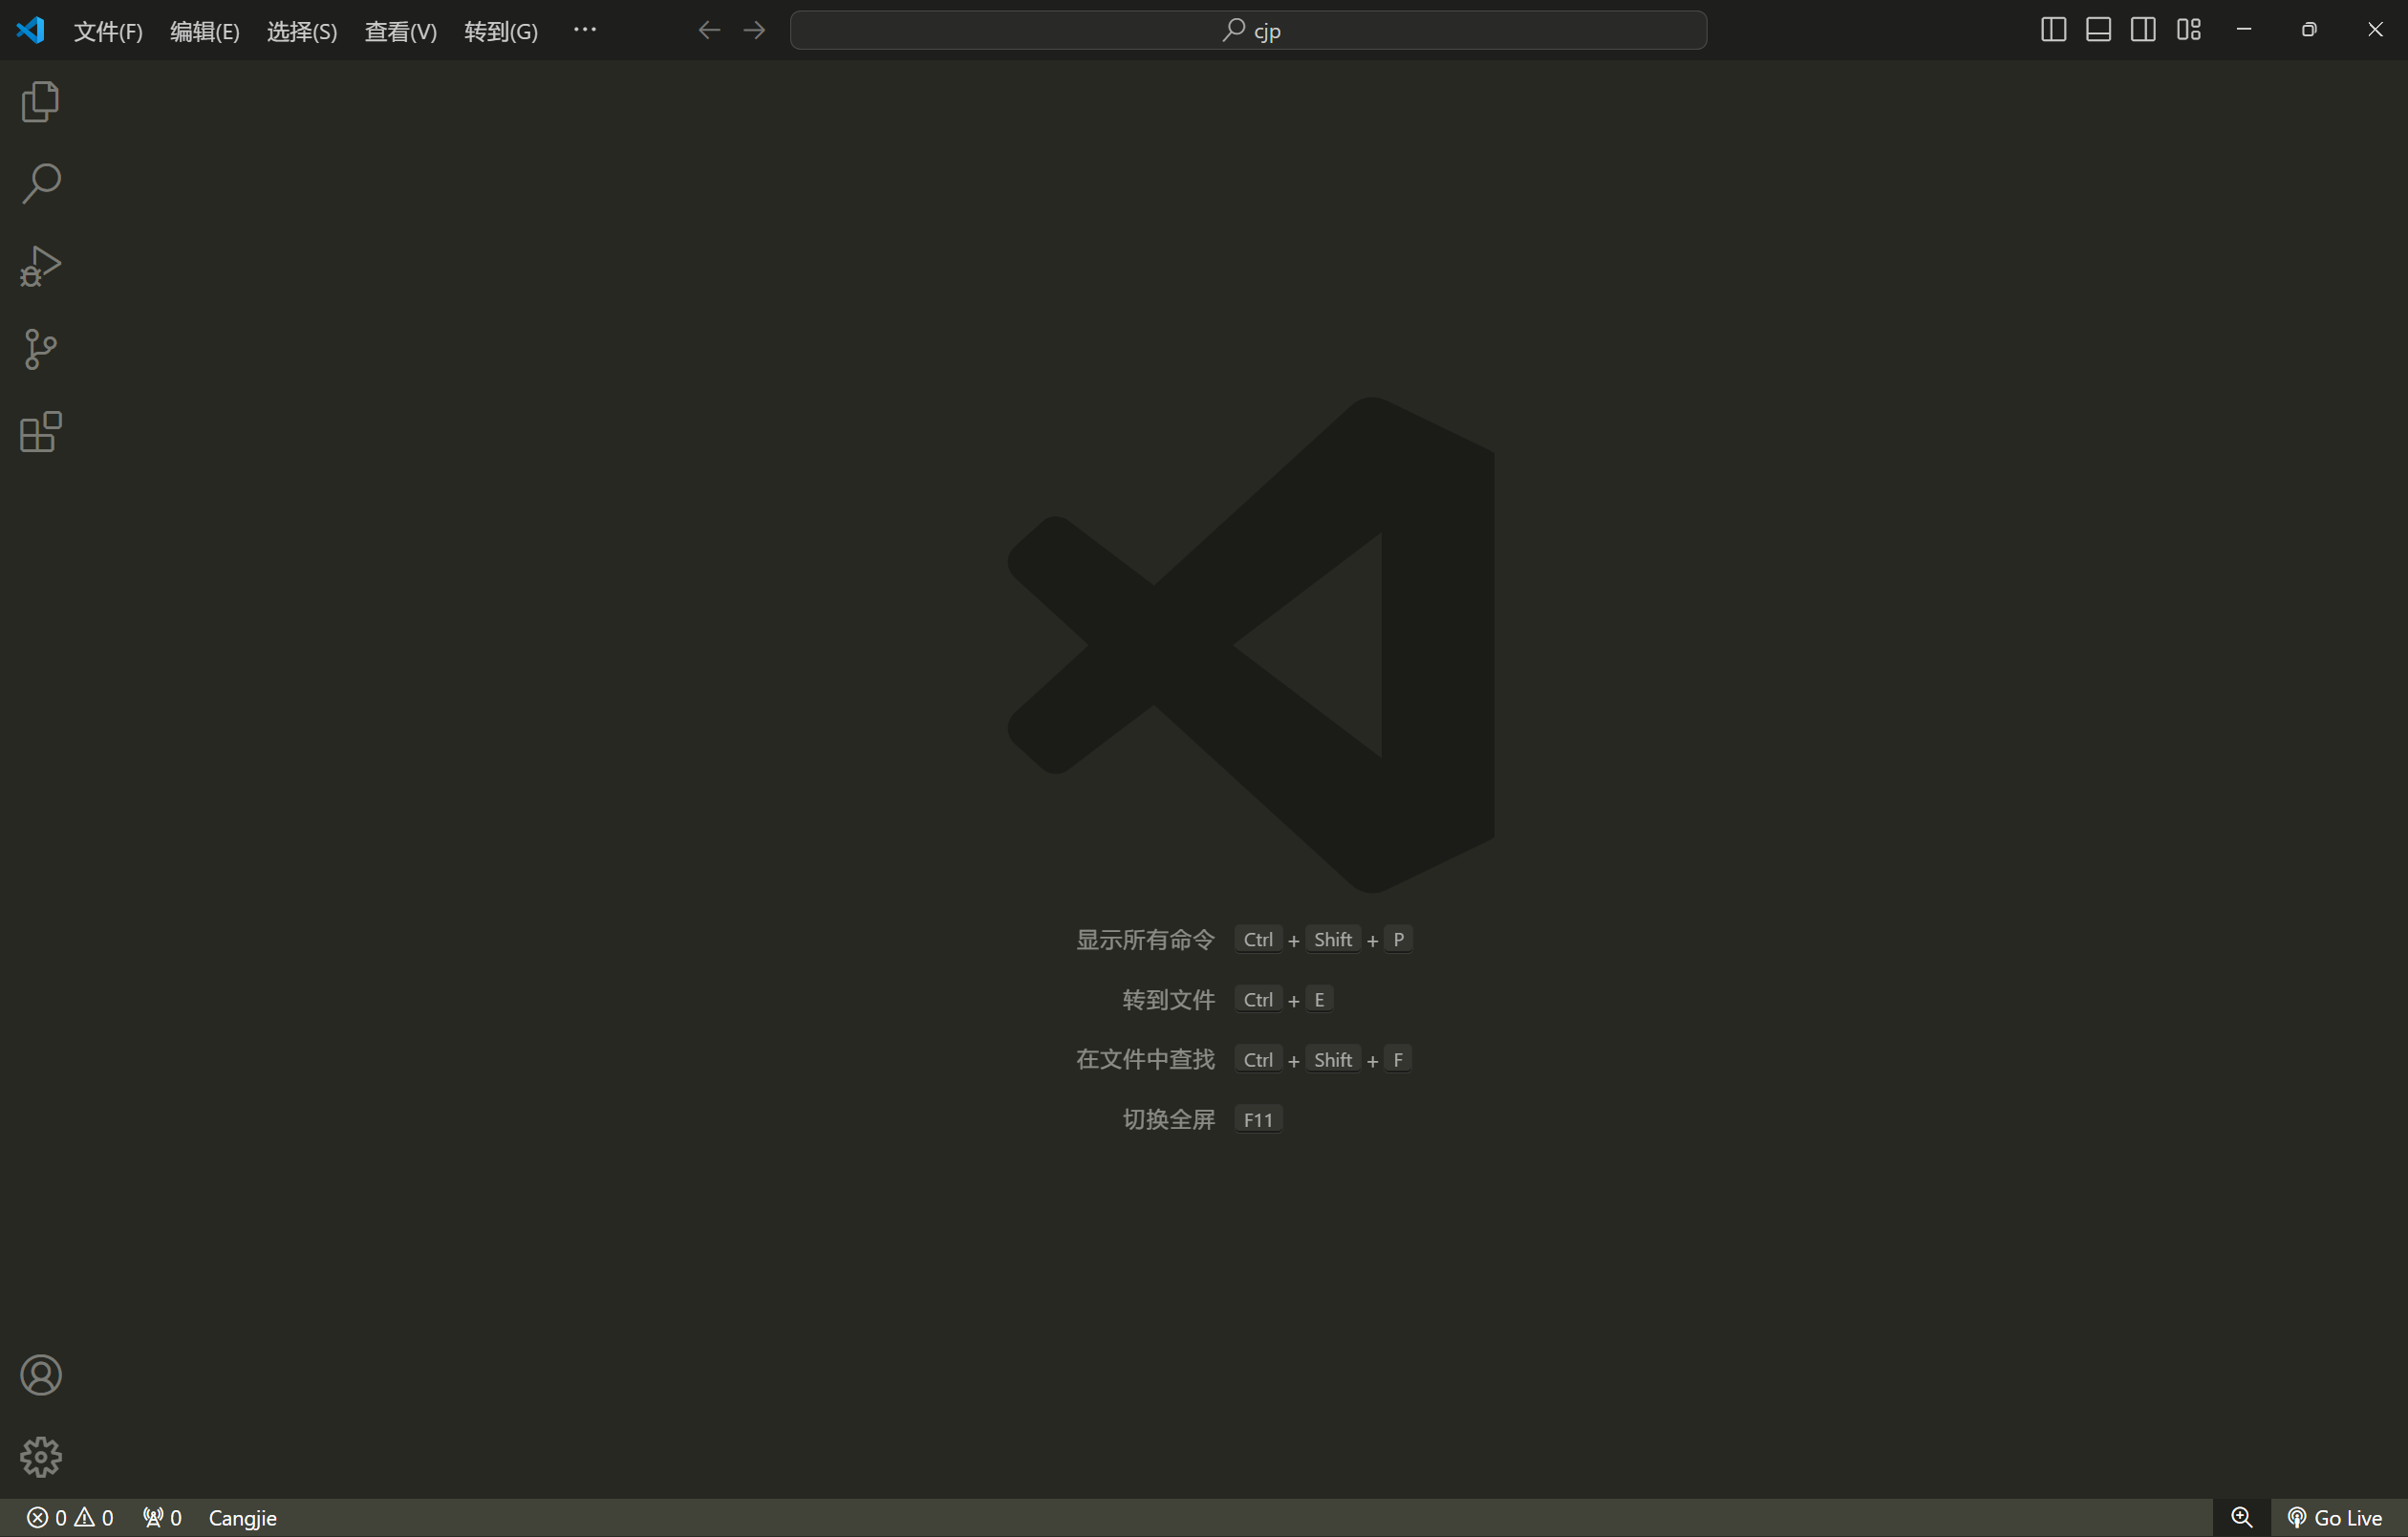 文件(F) 编辑(E) 选择(S) 查看(V) 转到(G) ··· cjp
显示所有命令 Ctrl + Shift + P
转到文件 Ctrl + E
在文件中查找 Ctrl + Shift + F
切换全屏 F11
0 0 0 Cangjie Go Live